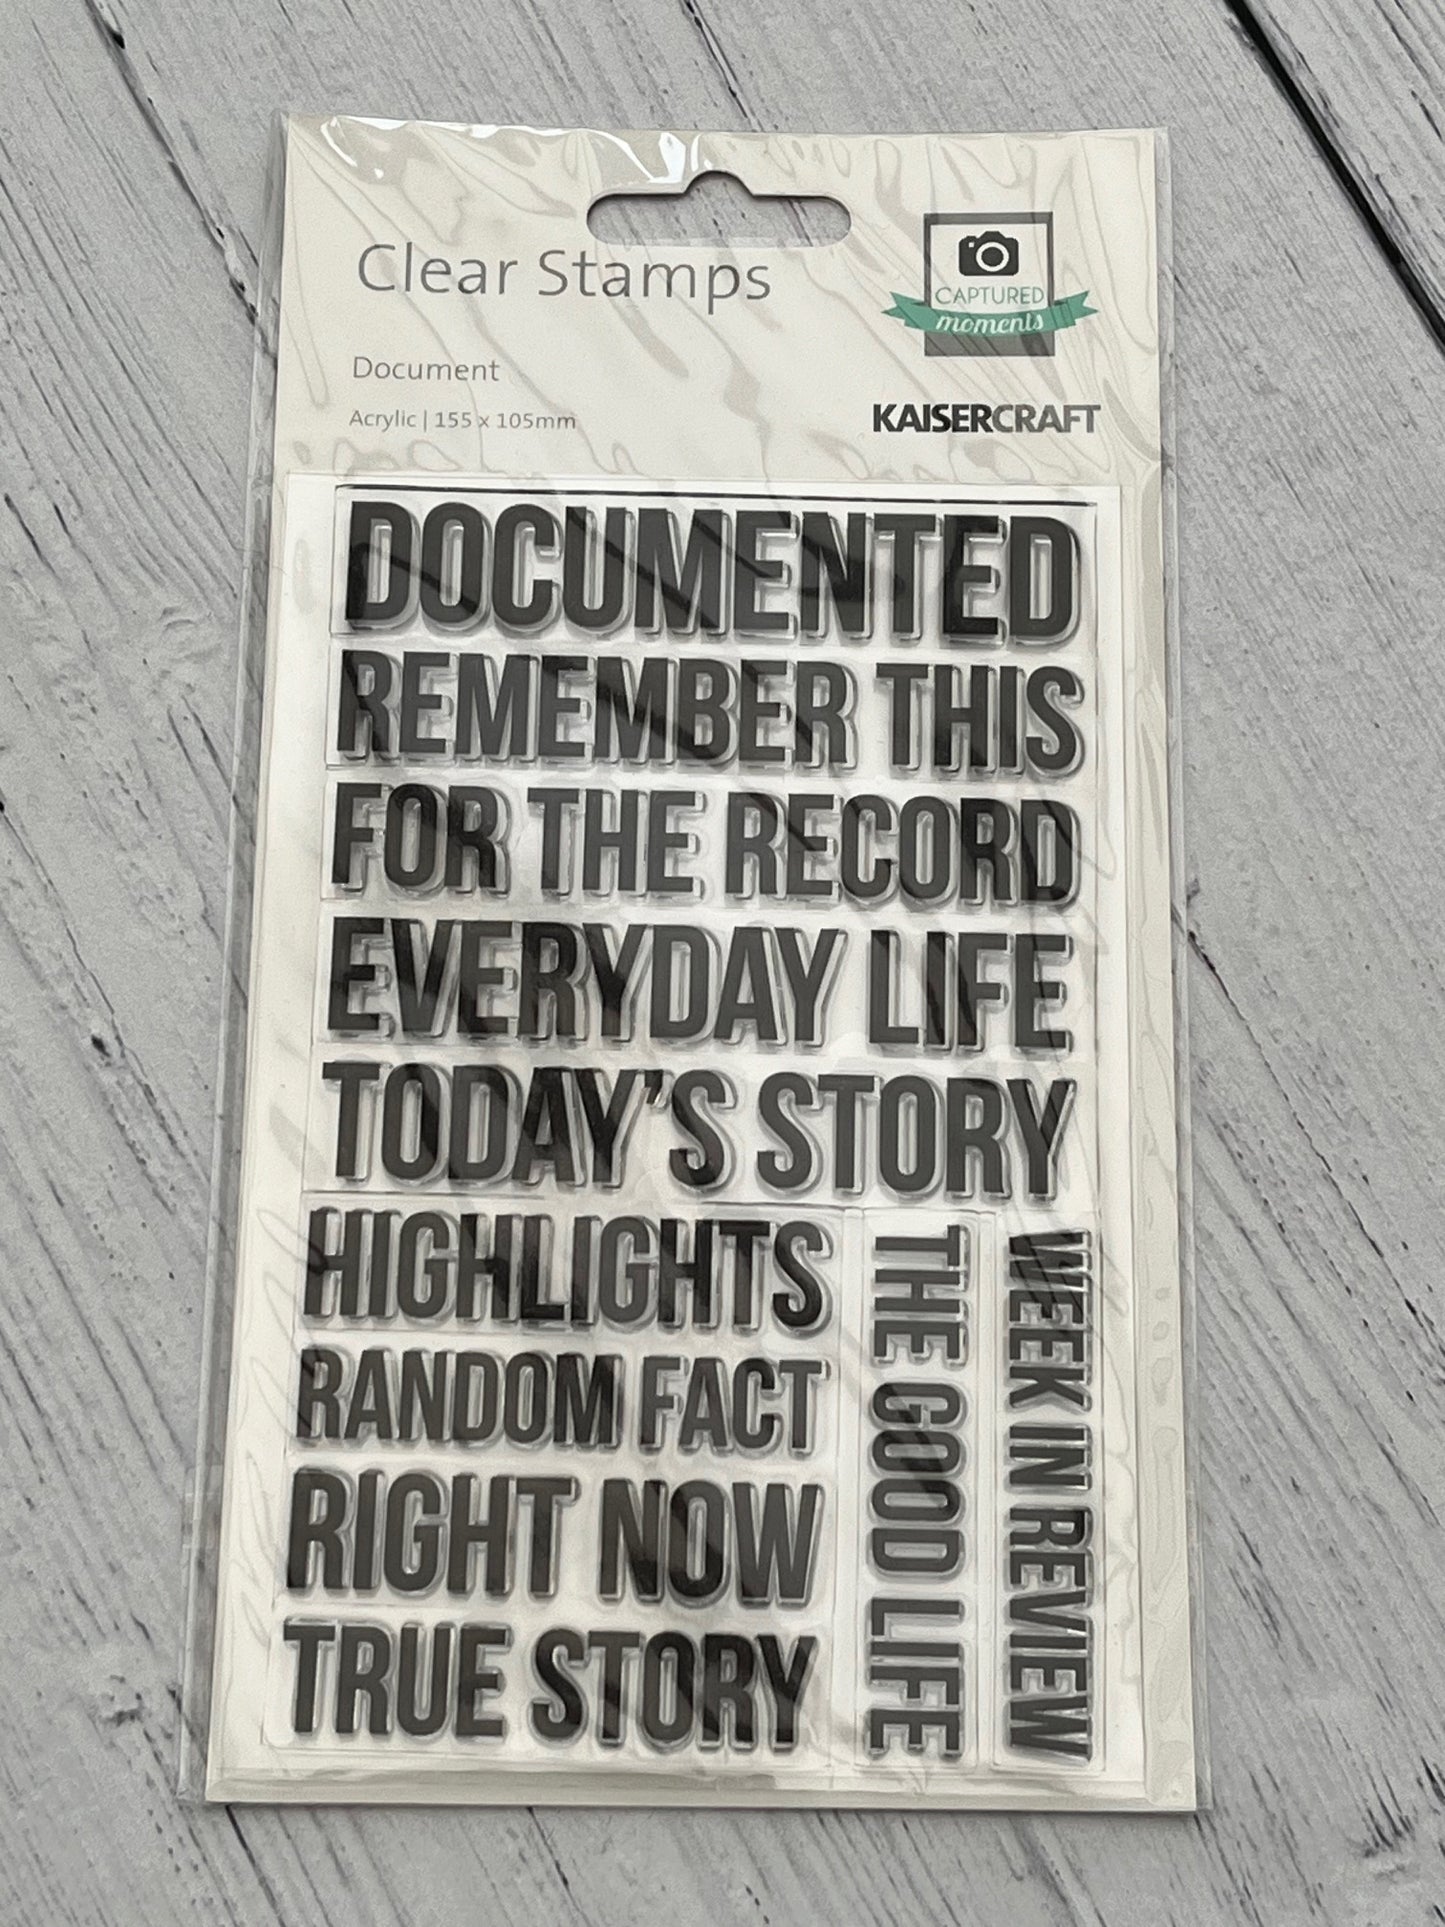 Clear Stamps
CAPTURED
moments
Document
Acrylic | 155 x 105mm
KAISERCRAFT
DOCUMENTED
REMEMBER THIS
FOR THE RECORD
EVERYDAY LIFE
TODAY'S STORY
HIGHLIGHTS
RANDOM FACT
RIGHT NOW
TRUE STORY
THE GOOD LIFE
WEEK IN REVIEW